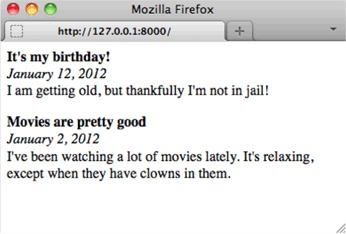 Mozilla Firefox
http://127.0.0.1:8000/
It's my birthday!
January 12, 2012
I am getting old, but thankfully I'm not in jail!
Movies are pretty good
January 2, 2012
I've been watching a lot of movies lately. It's relaxing,
except when they have clowns in them.